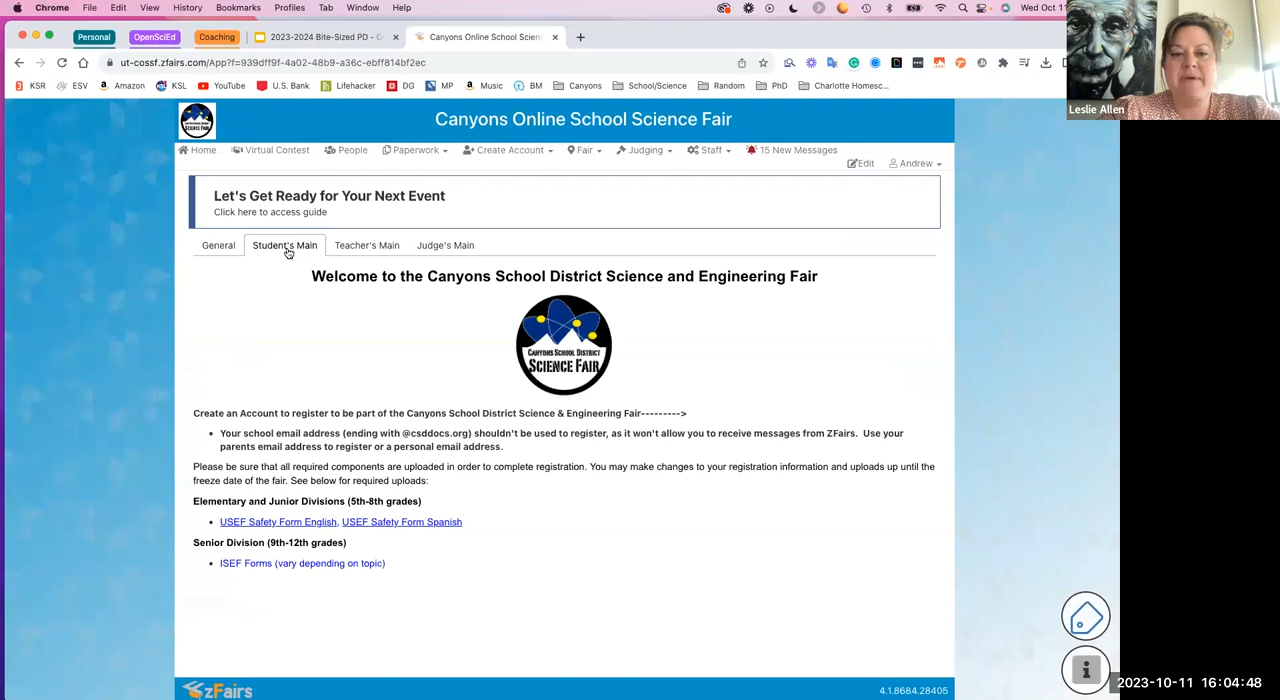 Chrome File Edit View History Bookmarks Profiles Tab Window Help Wed Oct 11
Personal OpenSciEd Coaching 2023-2024 Bite-Sized PD - G Canyons Online School Scienc
ut-cossf.zfairs.com/App?f=939dff9f-4a02-48b9-a36c-ebff814bf2ec
KSR ESV Amazon KSL YouTube U.S. Bank Lifehacker DG MP Music BM Canyons School/Science Random PhD Charlotte Homesc...
Leslie Allen
Canyons Online School Science Fair
Home Virtual Contest People Paperwork Create Account Fair Judging Staff 15 New Messages
Edit Andrew
Let's Get Ready for Your Next Event
Click here to access guide
General Student's Main Teacher's Main Judge's Main
Welcome to the Canyons School District Science and Engineering Fair
CANYONS SCHOOL DISTRICT
SCIENCE FAIR
Create an Account to register to be part of the Canyons School District Science & Engineering Fair--------->
• Your school email address (ending with @csddocs.org) shouldn't be used to register, as it won't allow you to receive messages from ZFairs. Use your
parents email address to register or a personal email address.
Please be sure that all required components are uploaded in order to complete registration. You may make changes to your registration information and uploads up until the
freeze date of the fair. See below for required uploads:
Elementary and Junior Divisions (5th-8th grades)
• USEF Safety Form English, USEF Safety Form Spanish
Senior Division (9th-12th grades)
• ISEF Forms (vary depending on topic)
zFairs 4.1.8684.28405
2023-10-11 16:04:48